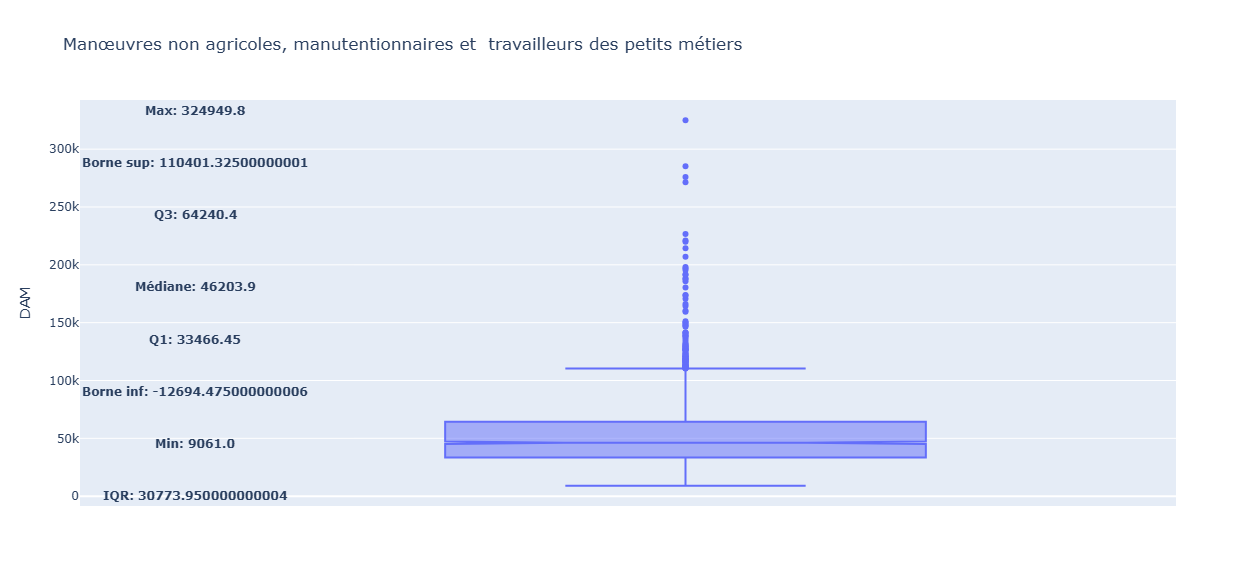 Manœuvres non agricoles, manutentionnaires et  travailleurs des petits métiers
Max: 324949.8
300k
Borne sup: 110401.32500000001
250k
Q3: 64240.4
200k
Médiane: 46203.9
DAM
150k
Q1: 33466.45
100k
Borne inf: -12694.475000000006
50k
Min: 9061.0
0
IQR: 30773.950000000004